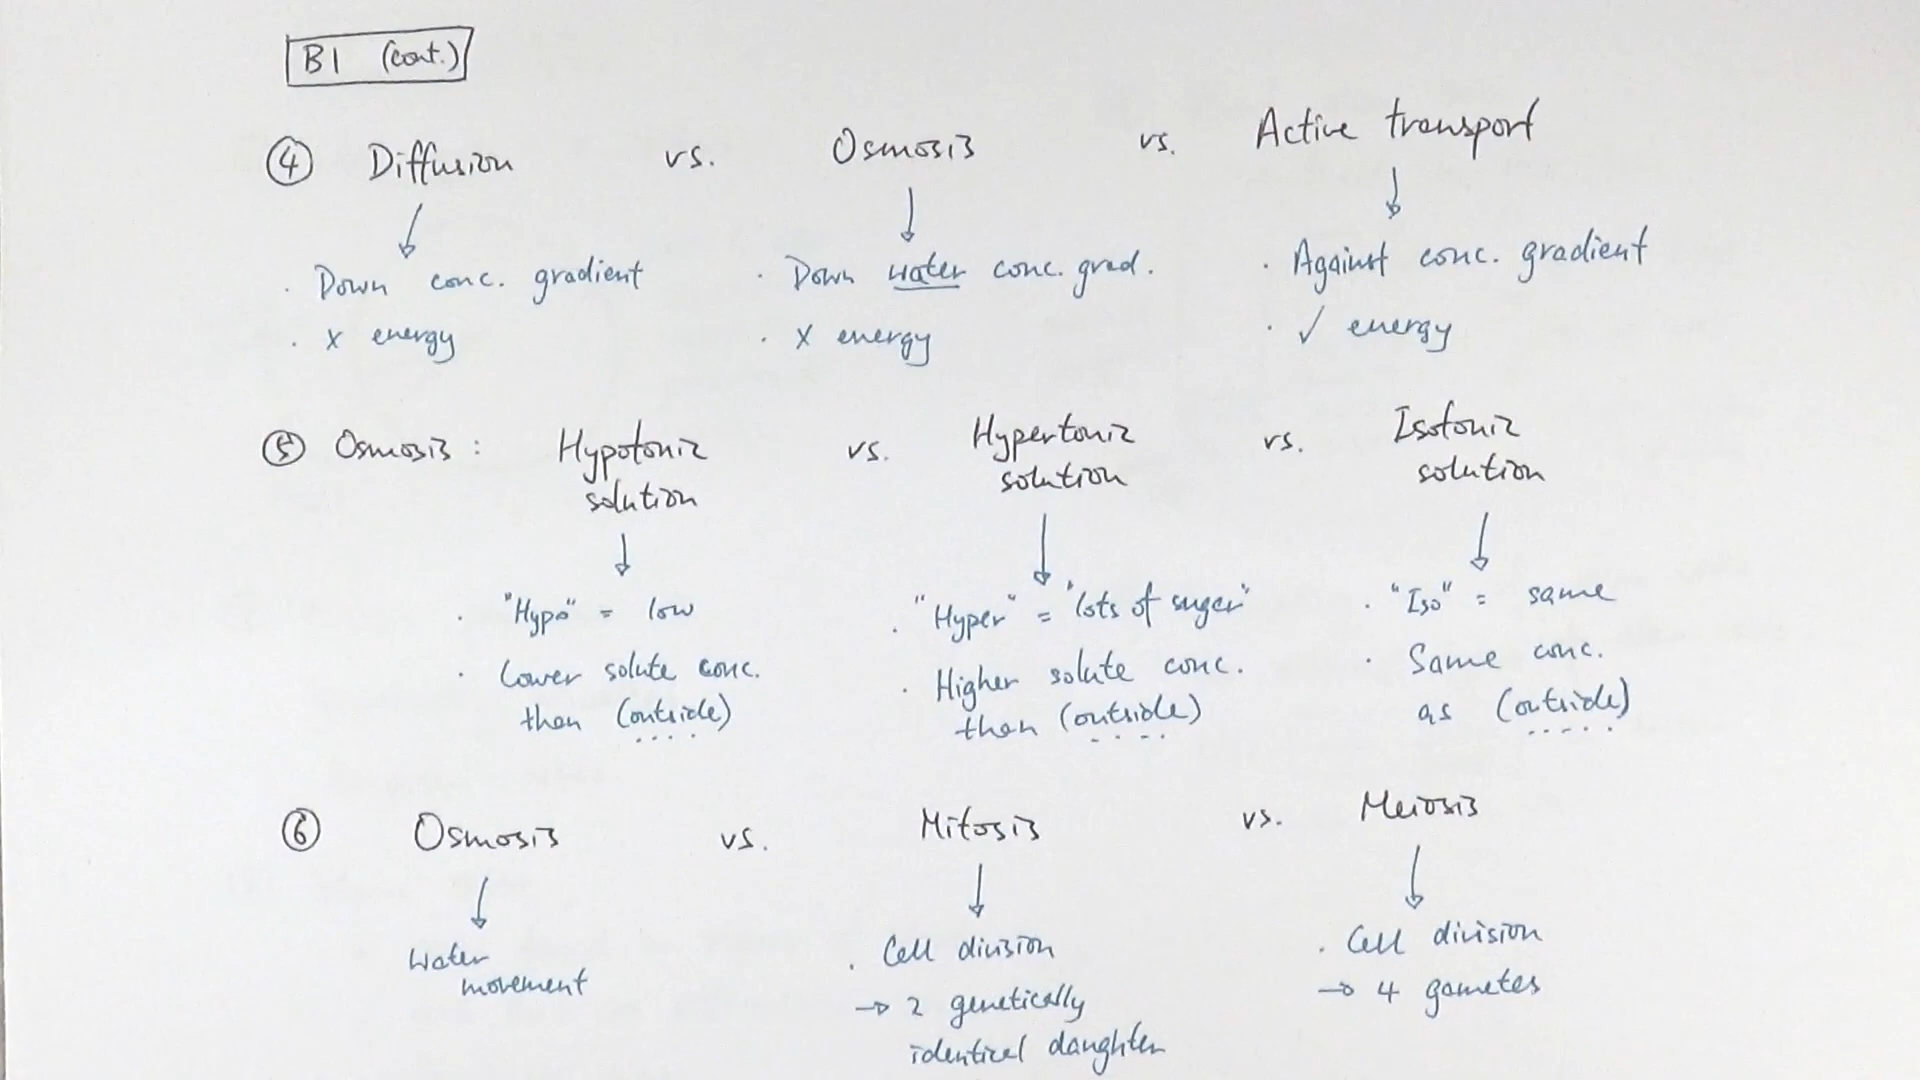 B1 (cont.)
④ Diffusion vs. Osmosis vs. Active transport
· Down conc. gradient
· x energy
· Down water conc. grad.
· x energy
· Against conc. gradient
· ✓ energy
⑤ Osmosis : Hypotonic solution vs. Hypertonic solution vs. Isotonic solution
· "Hypo" = low
· Lower solute conc.
than (outside)
· "Hyper" = "lots of sugar"
· Higher solute conc.
than (outside)
· "Iso" = same
· Same conc.
as (outside)
⑥ Osmosis vs. Mitosis vs. Meiosis
Water
movement
· Cell division
→ 2 genetically
identical daughter
· Cell division
→ 4 gametes